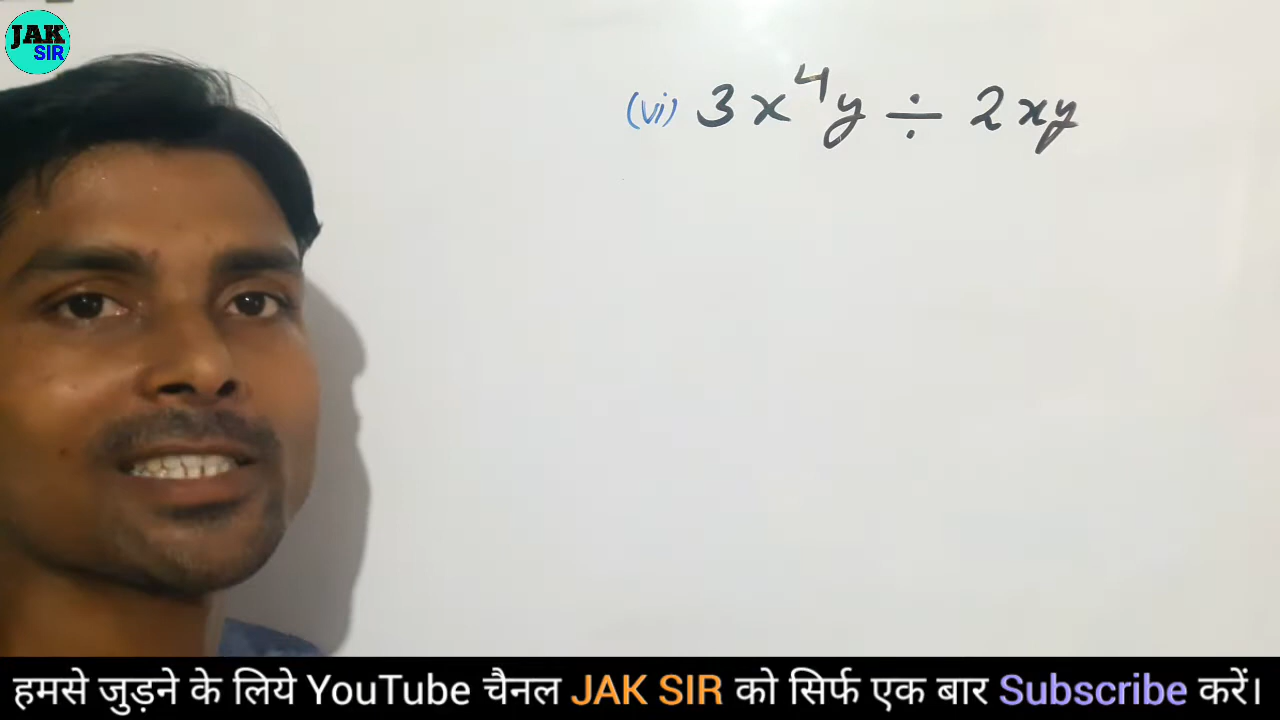 JAK
SIR
(vi) 3x⁴y ÷ 2xy
हमसे जुड़ने के लिये YouTube चैनल JAK SIR को सिर्फ एक बार Subscribe करें।